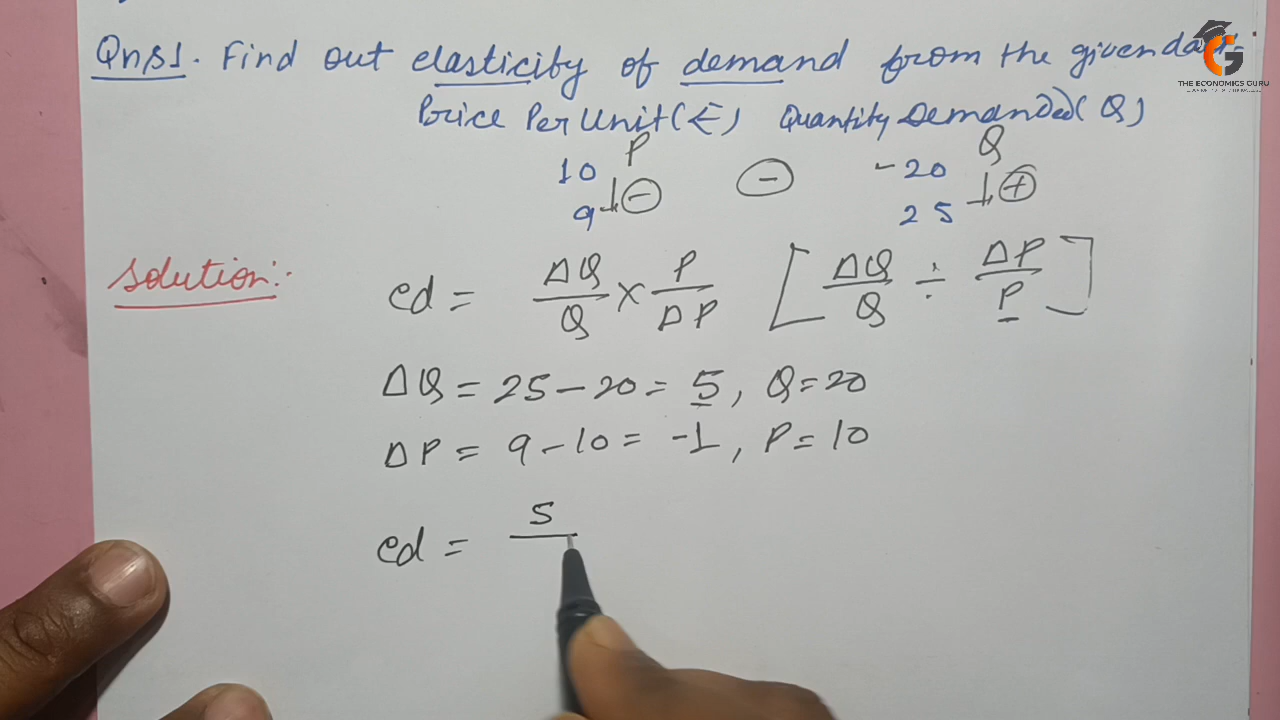 Qns1. Find out elasticity of demand from the given dat
THE ECONOMICS GURU
Price Per Unit(£) Quantity Demanded(Q)
P Q
10 - 20
↓⊖ ⊖ ↓⊕
9 25
Solution:- ed = ΔQ/Q × P/ΔP [ΔQ/Q ÷ ΔP/P]
ΔQ = 25 - 20 = 5, Q = 20
ΔP = 9 - 10 = -1, P = 10
ed = 5